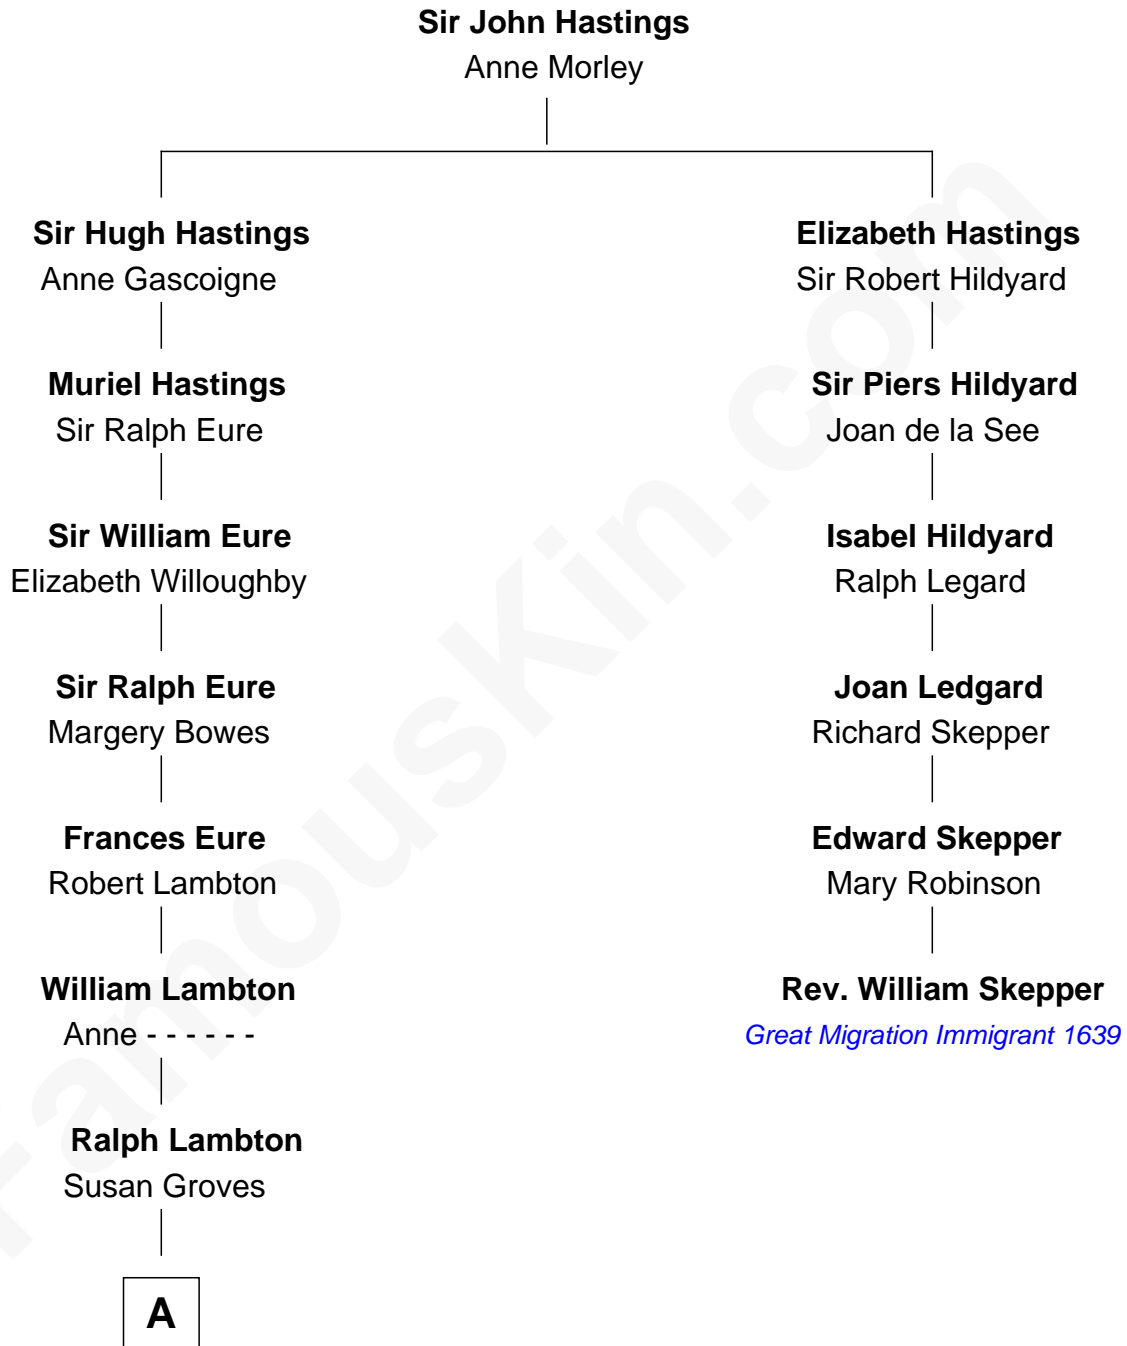 Sir John Hastings
Anne Morley
Sir Hugh Hastings
Anne Gascoigne
Muriel Hastings
Sir Ralph Eure
Sir William Eure
Elizabeth Willoughby
Sir Ralph Eure
Margery Bowes
Frances Eure
Robert Lambton
William Lambton
Anne - - - - - -
Ralph Lambton
Susan Groves
A
Elizabeth Hastings
Sir Robert Hildyard
Sir Piers Hildyard
Joan de la See
Isabel Hildyard
Ralph Legard
Joan Ledgard
Richard Skepper
Edward Skepper
Mary Robinson
Rev. William Skepper
Great Migration Immigrant 1639
FamousKin.com